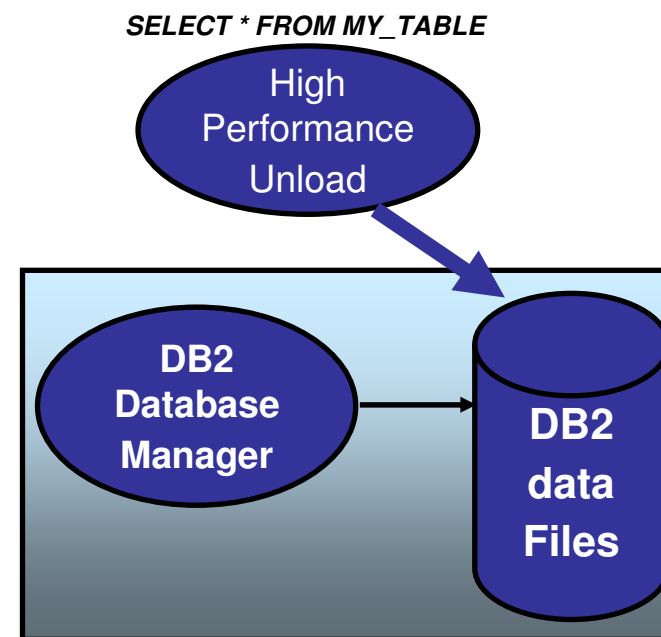 SELECT * FROM MY_TABLE
High
Performance
Unload
DB2
Database
Manager
DB2
data
Files